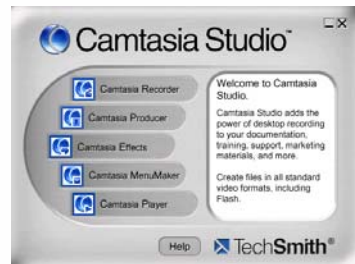 Camtasia Studio™
Camtasia Recorder
Camtasia Producer
Camtasia Effects
Camtasia MenuMaker
Camtasia Player
Welcome to Camtasia
Studio.
Camtasia Studio adds the
power of desktop recording
to your documentation,
training, support, marketing
materials, and more.
Create files in all standard
video formats, including
Flash.
Help
TechSmith®